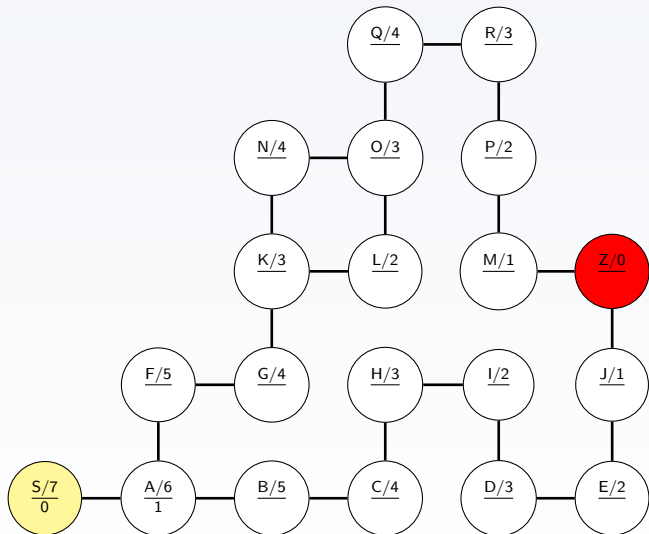 Q/4 R/3
N/4 O/3 P/2
K/3 L/2 M/1 Z/0
F/5 G/4 H/3 I/2 J/1
S/7 A/6 B/5 C/4 D/3 E/2
0 1